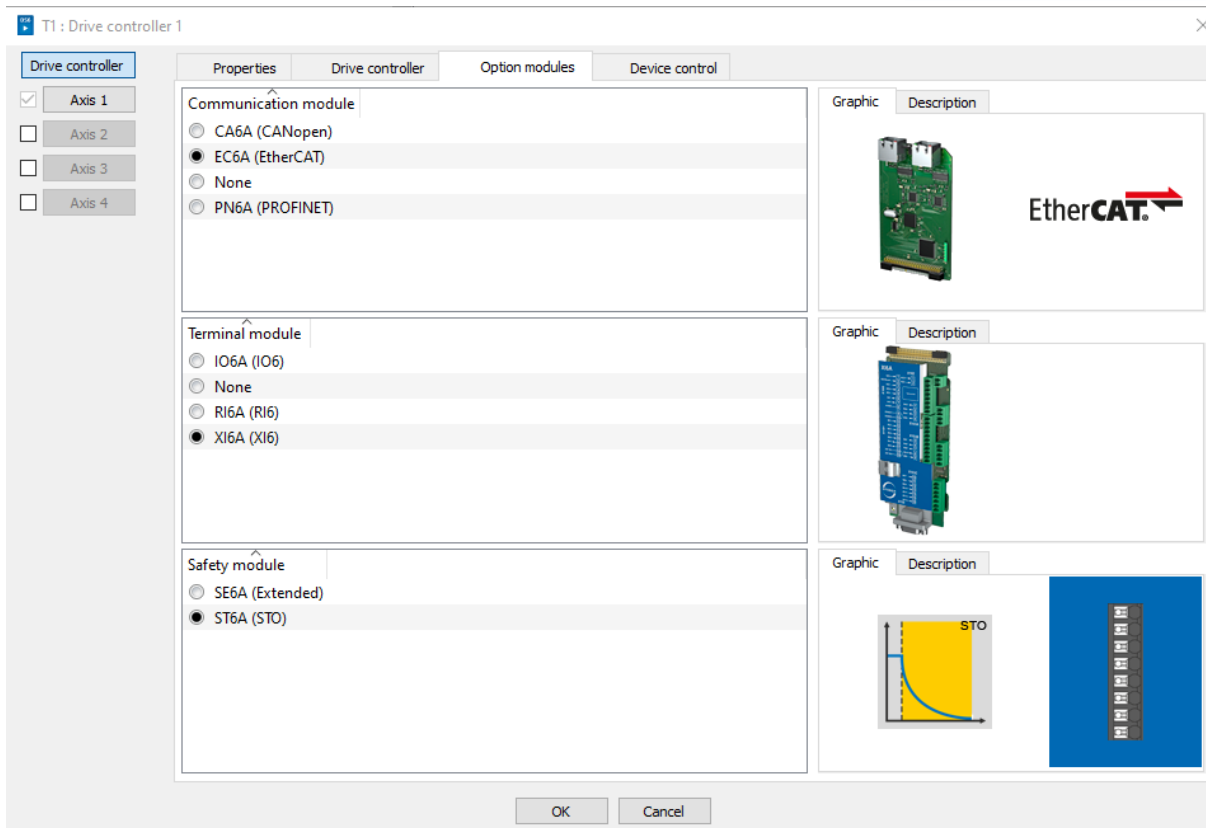 T1 : Drive controller 1
Drive controller
Axis 1
Axis 2
Axis 3
Axis 4
Properties
Drive controller
Option modules
Device control
Communication module
CA6A (CANopen)
EC6A (EtherCAT)
None
PN6A (PROFINET)
Graphic
Description
EtherCAT.
Terminal module
IO6A (IO6)
None
RI6A (RI6)
XI6A (XI6)
Graphic
Description
Safety module
SE6A (Extended)
ST6A (STO)
Graphic
Description
STO
OK
Cancel